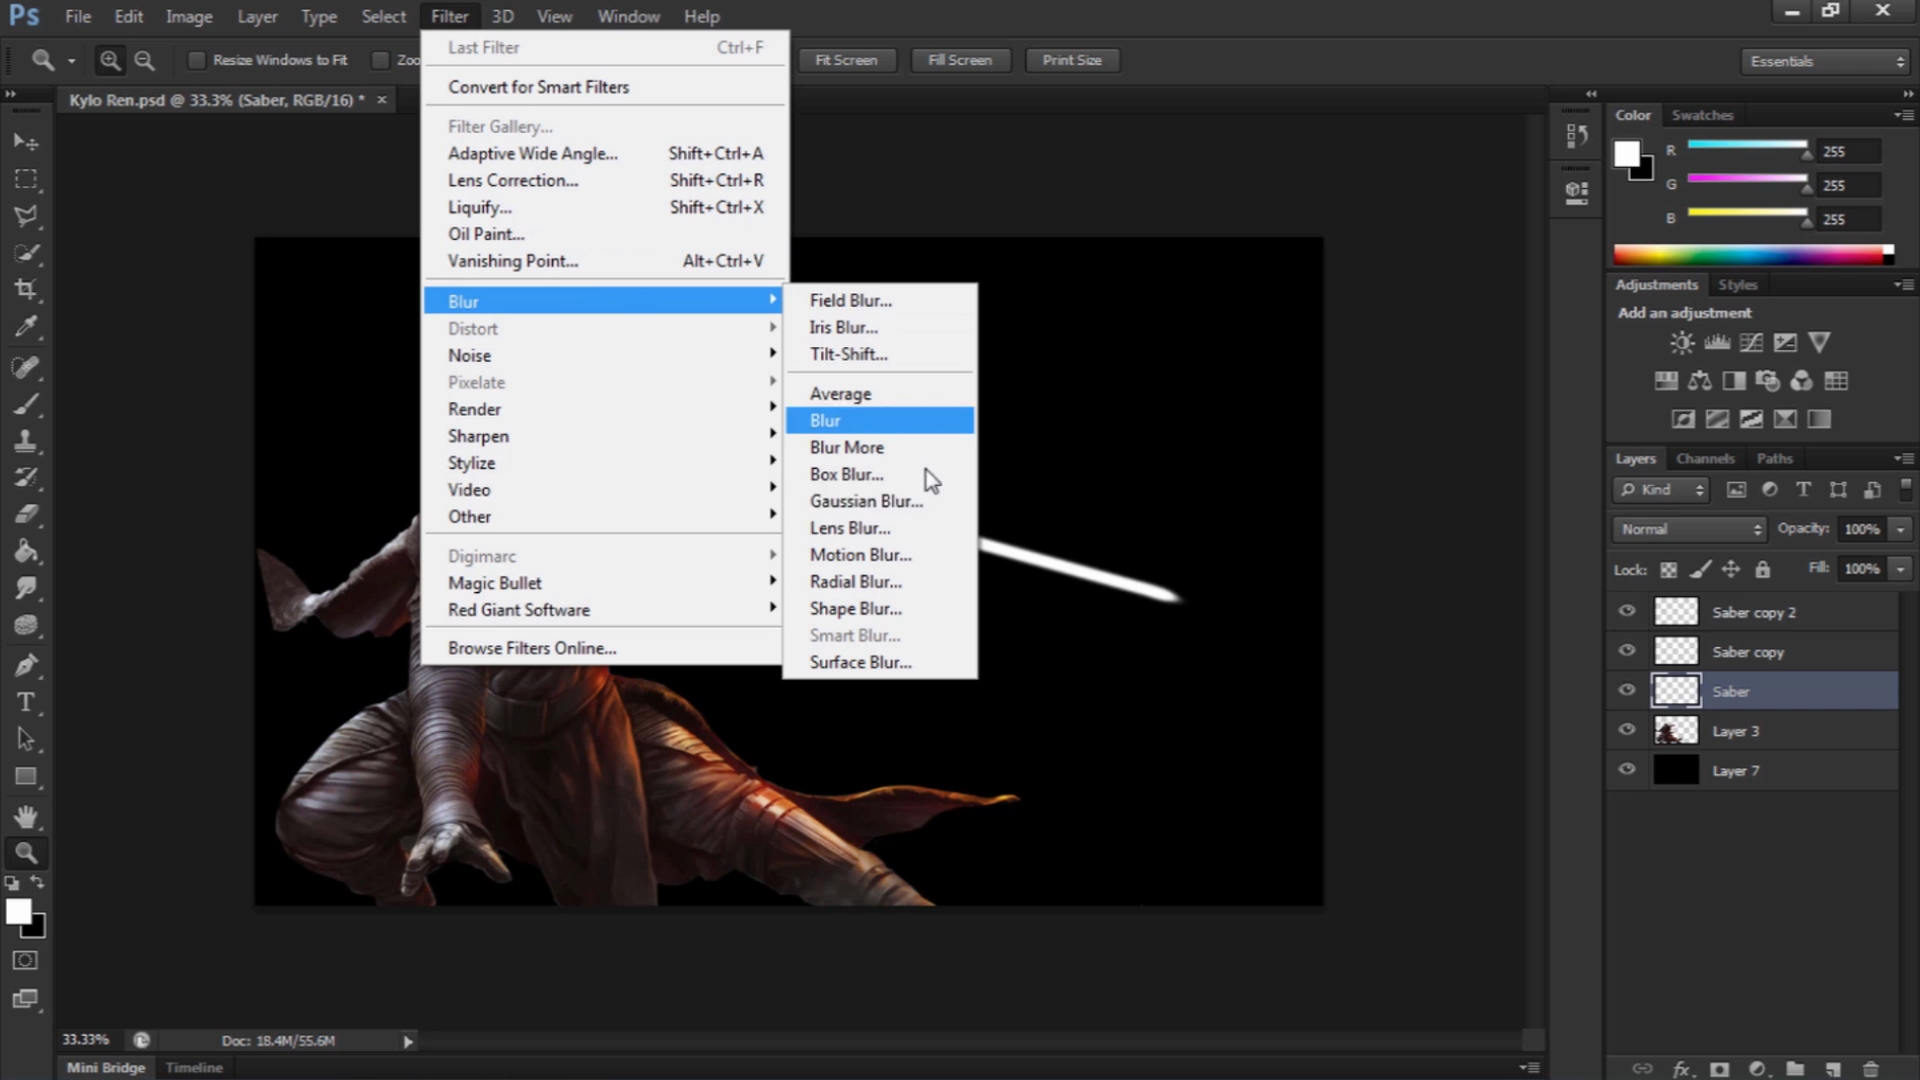 Ps File Edit Image Layer Type Select Filter 3D View Window Help
Resize Windows to Fit
Fit Screen Fill Screen Print Size Essentials
Kylo Ren.psd @ 33.3% (Saber, RGB/16) *
Last Filter Ctrl+F
Convert for Smart Filters
Filter Gallery...
Adaptive Wide Angle... Shift+Ctrl+A
Lens Correction... Shift+Ctrl+R
Liquify... Shift+Ctrl+X
Oil Paint...
Vanishing Point... Alt+Ctrl+V
Blur
Distort
Noise
Pixelate
Render
Sharpen
Stylize
Video
Other
Digimarc
Magic Bullet
Red Giant Software
Browse Filters Online...
Field Blur...
Iris Blur...
Tilt-Shift...
Average
Blur
Blur More
Box Blur...
Gaussian Blur...
Lens Blur...
Motion Blur...
Radial Blur...
Shape Blur...
Smart Blur...
Surface Blur...
Color Swatches
R 255
G 255
B 255
Adjustments Styles
Add an adjustment
Layers Channels Paths
Kind
Normal Opacity: 100%
Lock: Fill: 100%
Saber copy 2
Saber copy
Saber
Layer 3
Layer 7
33.33% Doc: 18.4M/55.6M
Mini Bridge Timeline